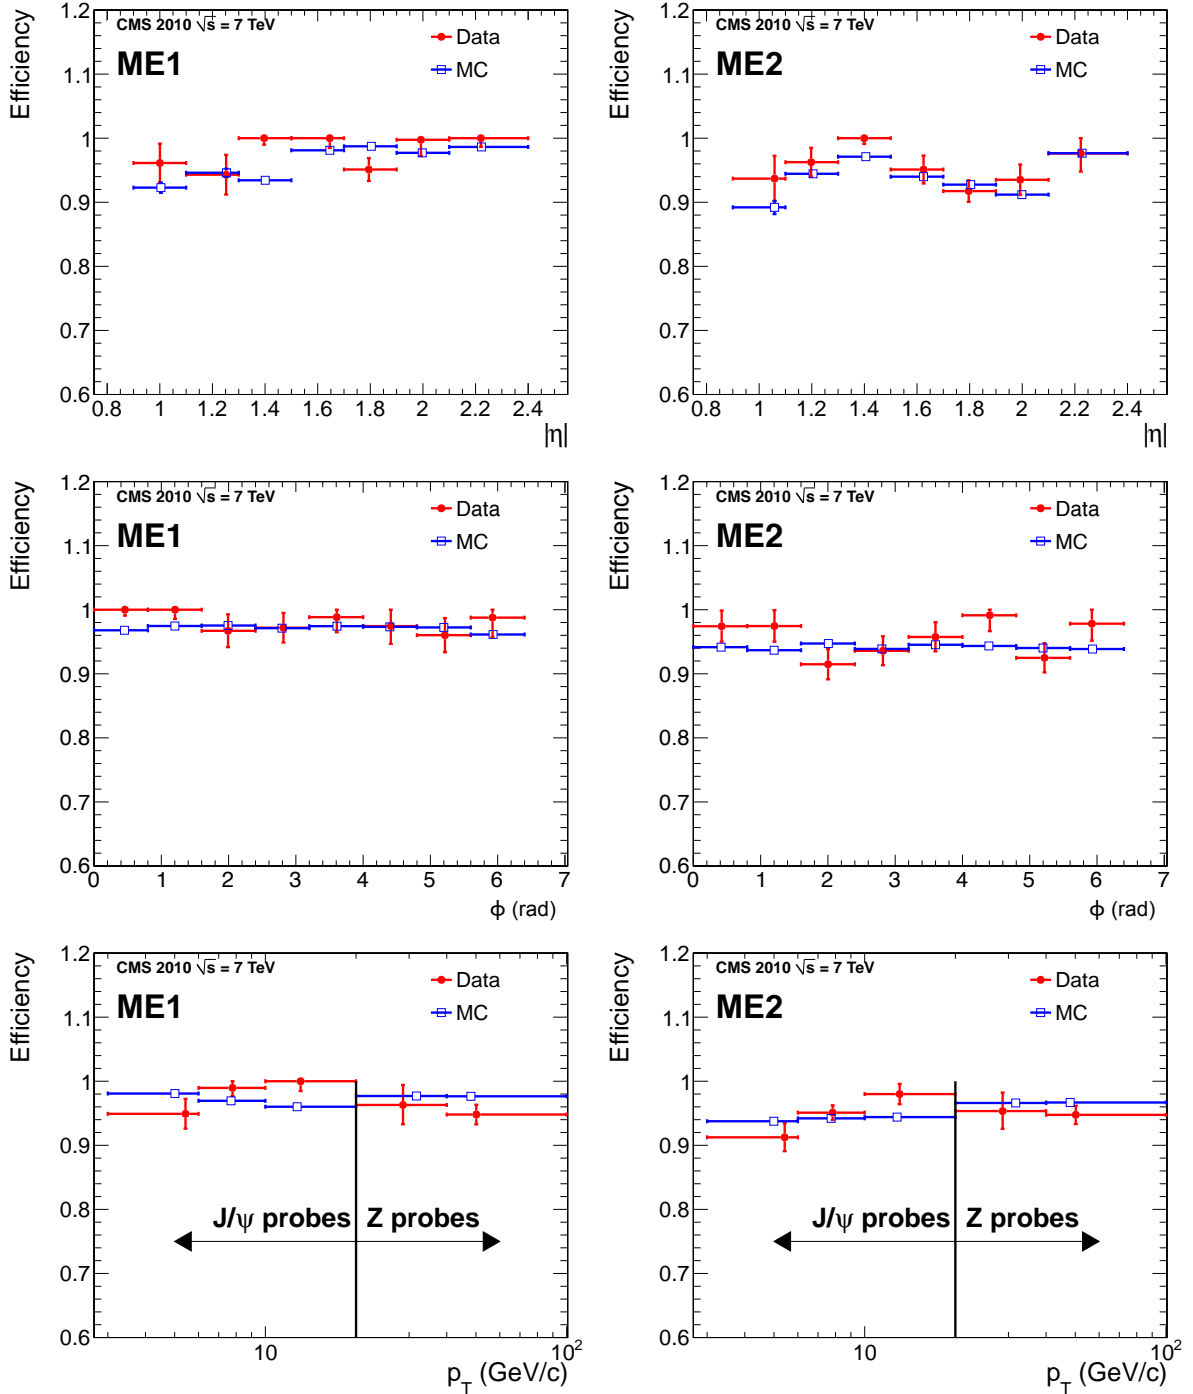 Efficiency
1.2
1.1
1
0.9
0.8
0.7
0.6
CMS 2010 √s = 7 TeV
ME1
Data
MC
0.8 1 1.2 1.4 1.6 1.8 2 2.2 2.4
|η|
Efficiency
1.2
1.1
1
0.9
0.8
0.7
0.6
CMS 2010 √s = 7 TeV
ME2
Data
MC
0.8 1 1.2 1.4 1.6 1.8 2 2.2 2.4
|η|
Efficiency
1.2
1.1
1
0.9
0.8
0.7
0.6
CMS 2010 √s = 7 TeV
ME1
Data
MC
0 1 2 3 4 5 6 7
ϕ (rad)
Efficiency
1.2
1.1
1
0.9
0.8
0.7
0.6
CMS 2010 √s = 7 TeV
ME2
Data
MC
0 1 2 3 4 5 6 7
ϕ (rad)
Efficiency
1.2
1.1
1
0.9
0.8
0.7
0.6
CMS 2010 √s = 7 TeV
ME1
Data
MC
J/ψ probes Z probes
10 10²
p_T (GeV/c)
Efficiency
1.2
1.1
1
0.9
0.8
0.7
0.6
CMS 2010 √s = 7 TeV
ME2
Data
MC
J/ψ probes Z probes
10 10²
p_T (GeV/c)